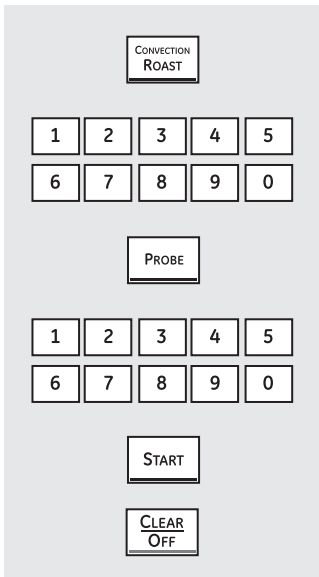 CONVECTION
ROAST
1 2 3 4 5
6 7 8 9 0
PROBE
1 2 3 4 5
6 7 8 9 0
START
CLEAR
OFF